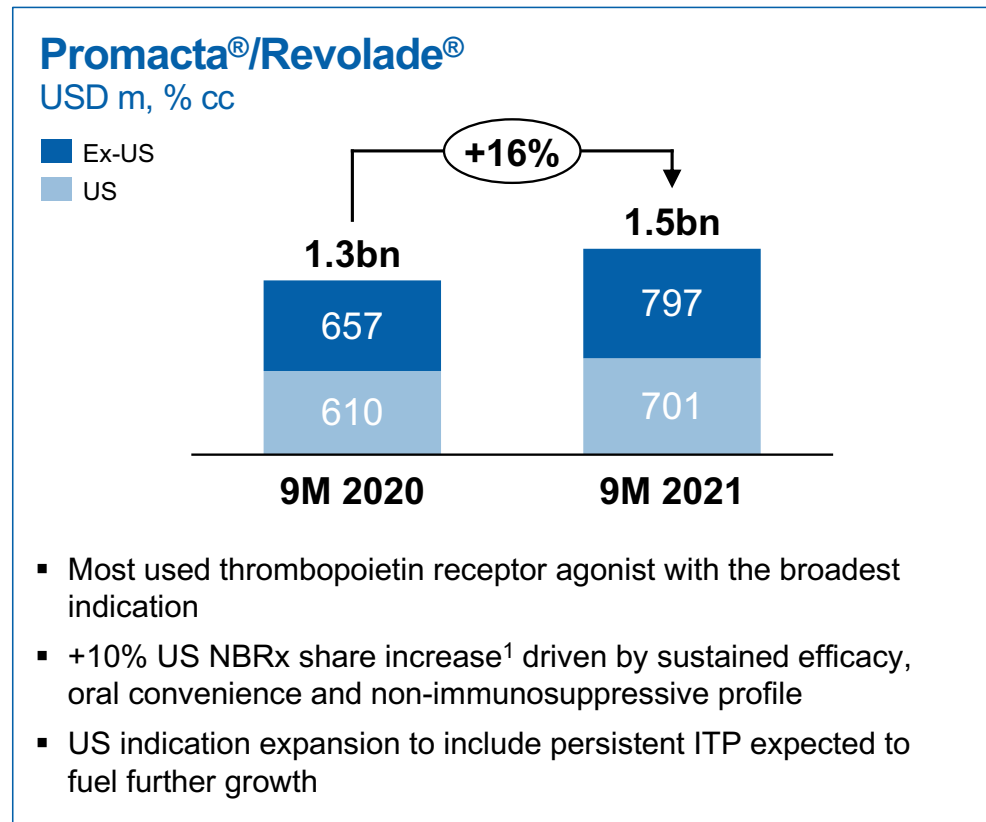 Promacta®/Revolade®
USD m, % cc
Ex-US
US
+16%
1.3bn
1.5bn
657
797
610
701
9M 2020
9M 2021
▪ Most used thrombopoietin receptor agonist with the broadest
indication
▪ +10% US NBRx share increase¹ driven by sustained efficacy,
oral convenience and non-immunosuppressive profile
▪ US indication expansion to include persistent ITP expected to
fuel further growth